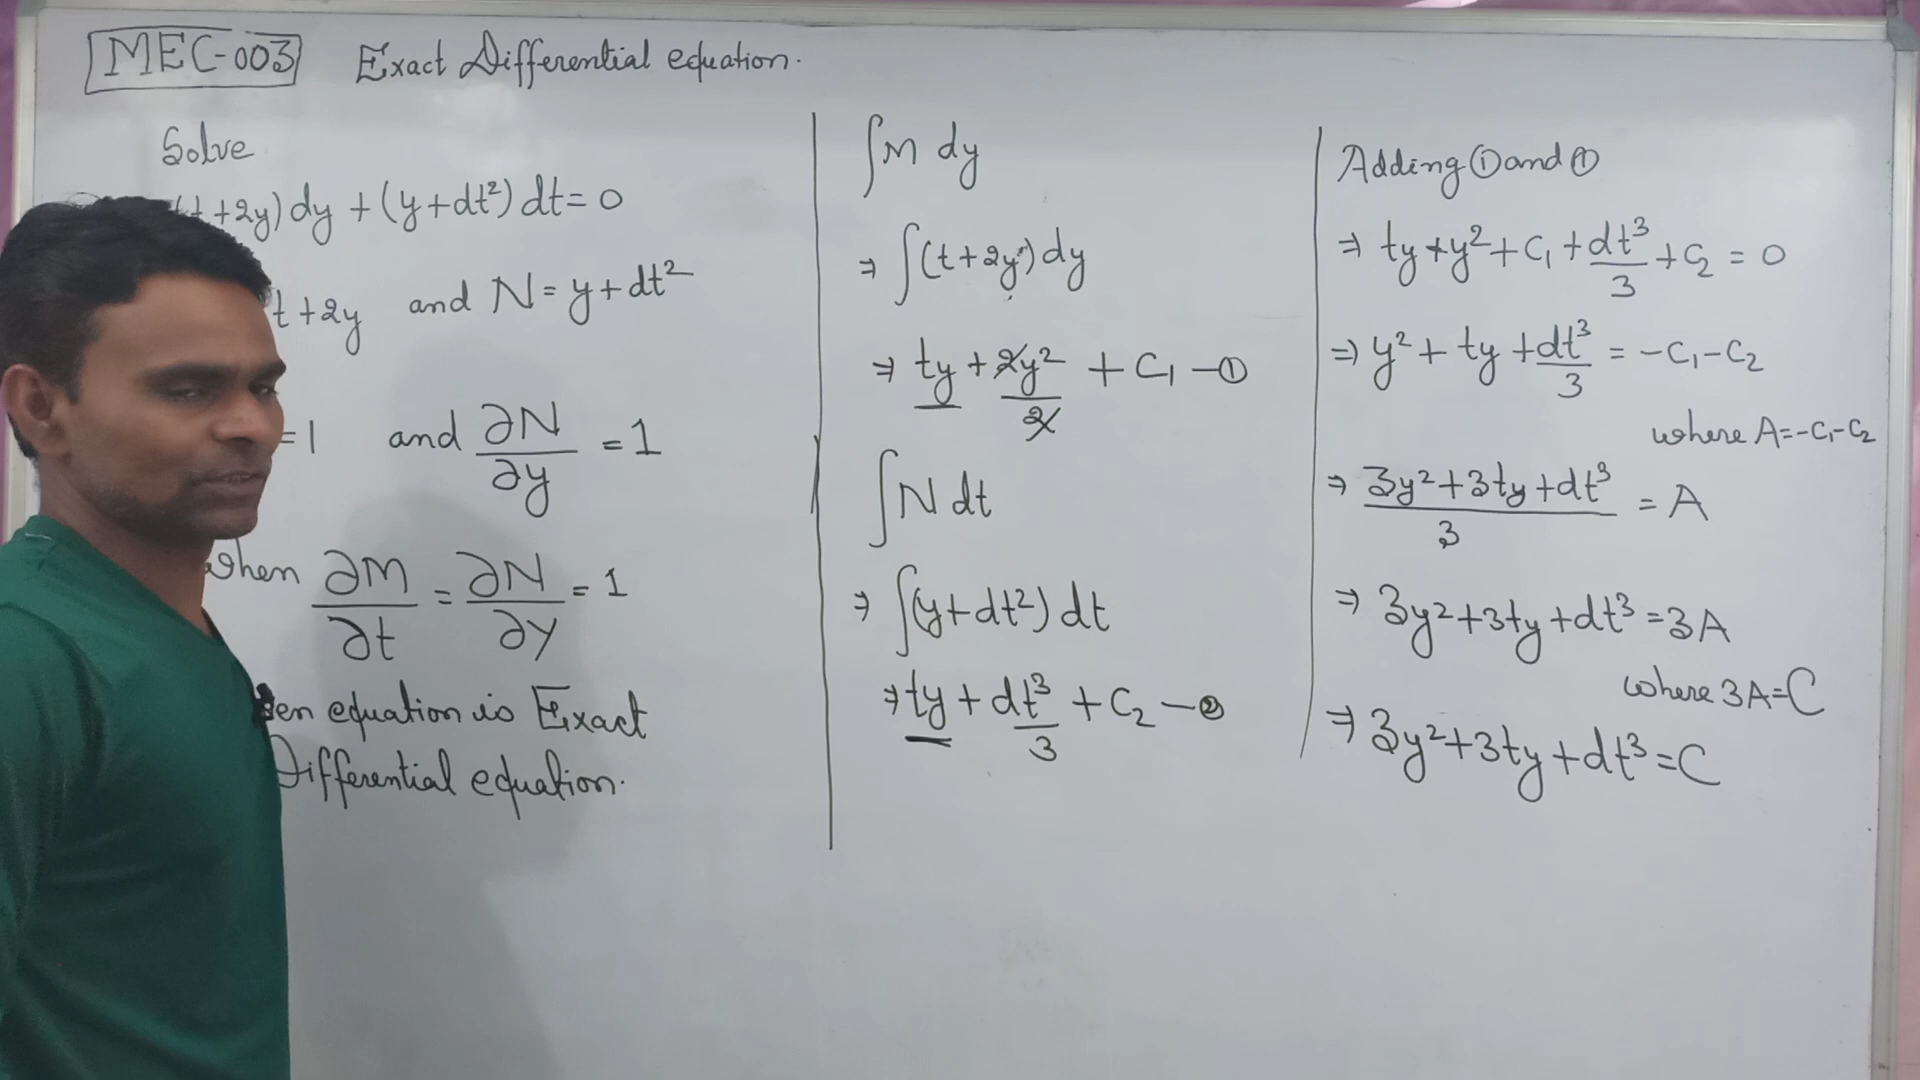 MEC-003 Exact Differential equation.
Solve
(t+2y)dy + (y+dt²) dt = 0
t+2y and N = y+dt²
=1 and ∂N/∂y = 1
when ∂M/∂t = ∂N/∂y = 1
equation is Exact
Differential equation.
∫M dy
⇒ ∫(t+2y)dy
⇒ ty + 2y²/2 + C₁ —①
∫N dt
⇒ ∫(y+dt²) dt
⇒ ty + dt³/3 + C₂ —②
Adding ① and ①
⇒ ty+y²+C₁+dt³/3+C₂ = 0
⇒ y²+ty+dt³/3 = -C₁-C₂
where A=-C₁-C₂
⇒ (3y²+3ty+dt³)/3 = A
⇒ 3y²+3ty+dt³=3A
where 3A=C
⇒ 3y²+3ty+dt³=C